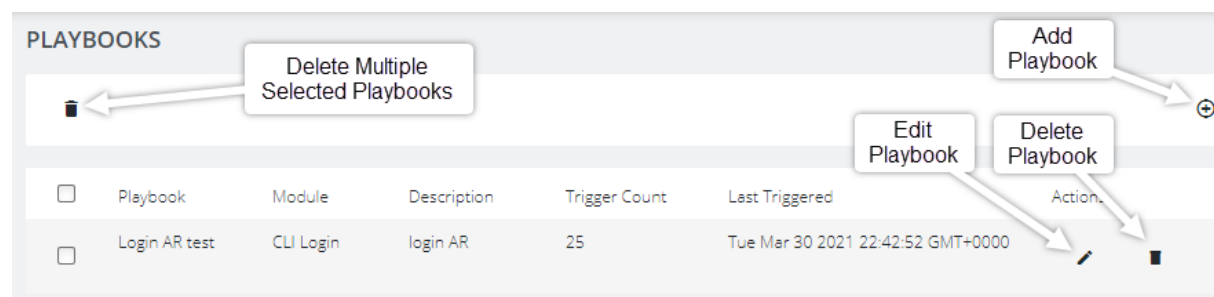 PLAYBOOKS
Delete Multiple
Selected Playbooks
Add
Playbook
Edit
Playbook
Delete
Playbook
Playbook Module Description Trigger Count Last Triggered Action
Login AR test CLI Login login AR 25 Tue Mar 30 2021 22:42:52 GMT+0000